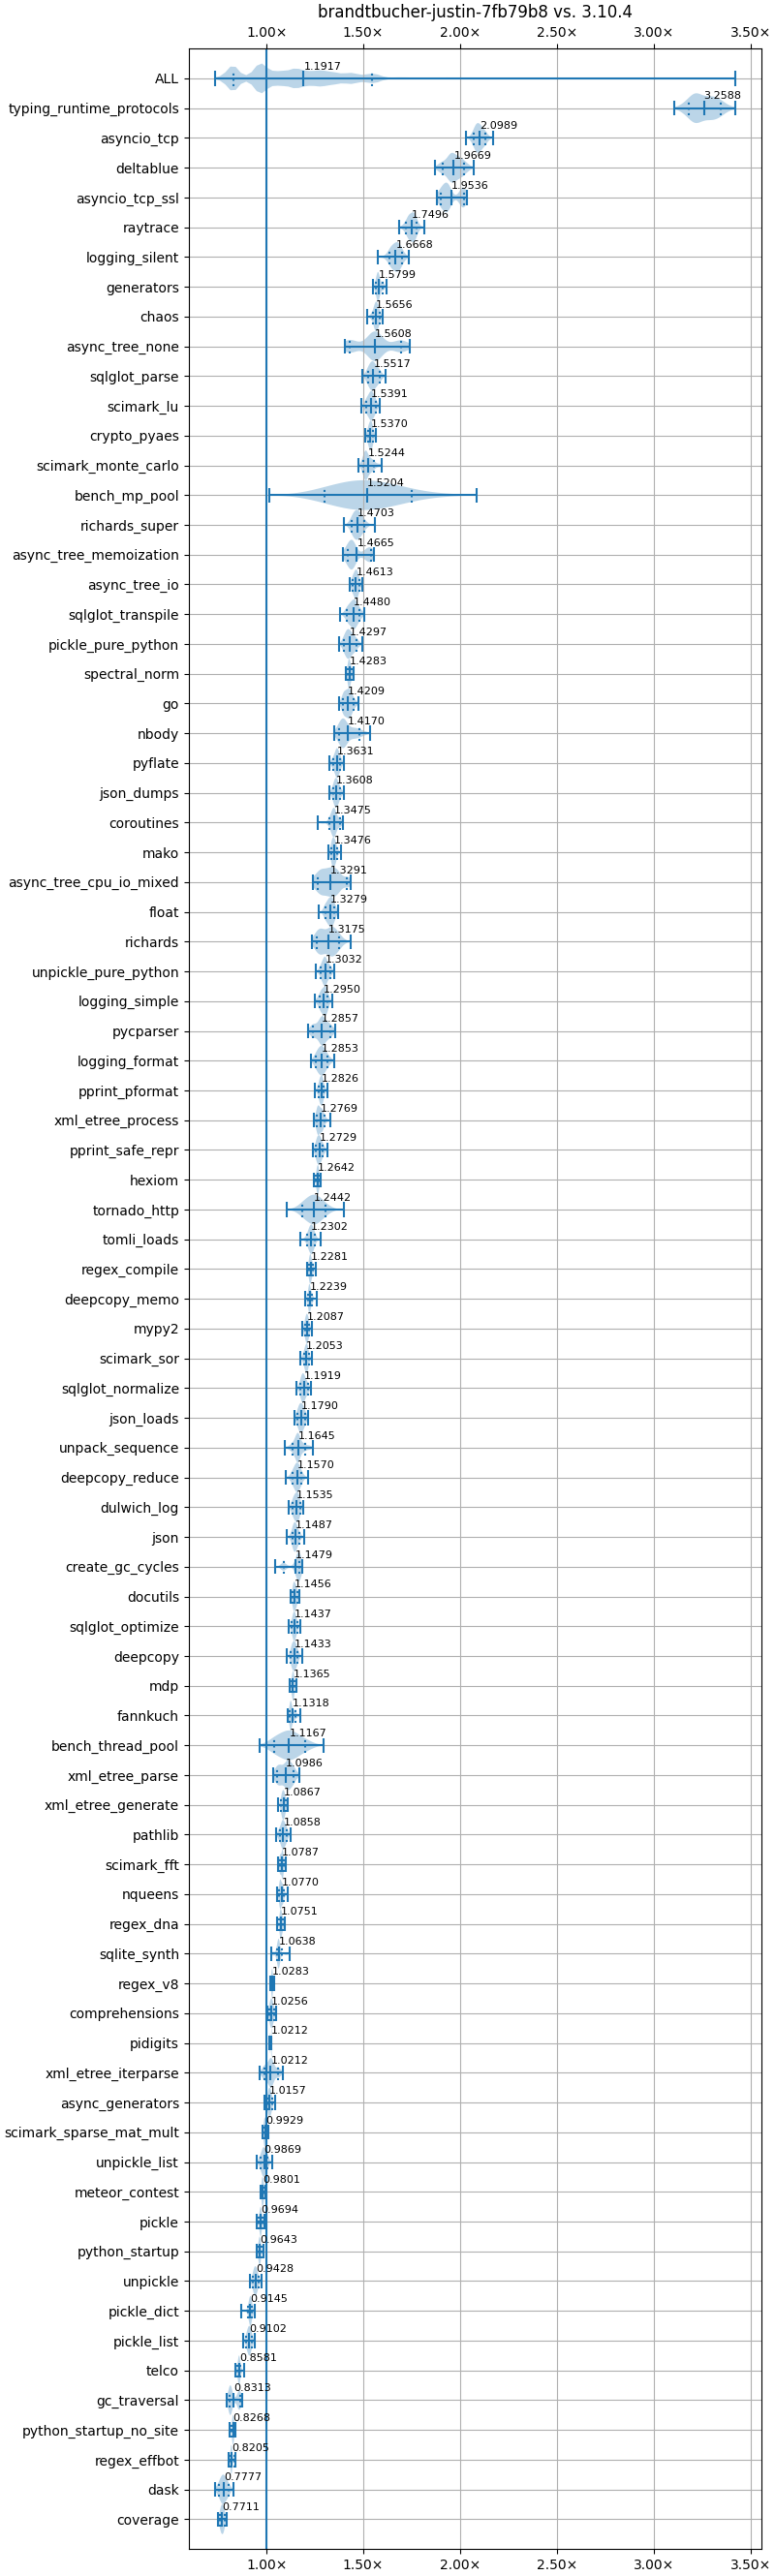 brandtbucher-justin-7fb79b8 vs. 3.10.4
1.00× 1.50× 2.00× 2.50× 3.00× 3.50×
ALL 1.1917
typing_runtime_protocols 3.2588
asyncio_tcp 2.0989
deltablue 1.9669
asyncio_tcp_ssl 1.9536
raytrace 1.7496
logging_silent 1.6668
generators 1.5799
chaos 1.5656
async_tree_none 1.5608
sqlglot_parse 1.5517
scimark_lu 1.5391
crypto_pyaes 1.5370
scimark_monte_carlo 1.5244
bench_mp_pool 1.5204
richards_super 1.4703
async_tree_memoization 1.4665
async_tree_io 1.4613
sqlglot_transpile 1.4480
pickle_pure_python 1.4297
spectral_norm 1.4283
go 1.4209
nbody 1.4170
pyflate 1.3631
json_dumps 1.3608
coroutines 1.3475
mako 1.3476
async_tree_cpu_io_mixed 1.3291
float 1.3279
richards 1.3175
unpickle_pure_python 1.3032
logging_simple 1.2950
pycparser 1.2857
logging_format 1.2853
pprint_pformat 1.2826
xml_etree_process 1.2769
pprint_safe_repr 1.2729
hexiom 1.2642
tornado_http 1.2442
tomli_loads 1.2302
regex_compile 1.2281
deepcopy_memo 1.2239
mypy2 1.2087
scimark_sor 1.2053
sqlglot_normalize 1.1919
json_loads 1.1790
unpack_sequence 1.1645
deepcopy_reduce 1.1570
dulwich_log 1.1535
json 1.1487
create_gc_cycles 1.1479
docutils 1.1456
sqlglot_optimize 1.1437
deepcopy 1.1433
mdp 1.1365
fannkuch 1.1318
bench_thread_pool 1.1167
xml_etree_parse 1.0986
xml_etree_generate 1.0867
pathlib 1.0858
scimark_fft 1.0787
nqueens 1.0770
regex_dna 1.0751
sqlite_synth 1.0638
regex_v8 1.0283
comprehensions 1.0256
pidigits 1.0212
xml_etree_iterparse 1.0212
async_generators 1.0157
scimark_sparse_mat_mult 0.9929
unpickle_list 0.9869
meteor_contest 0.9801
pickle 0.9694
python_startup 0.9643
unpickle 0.9428
pickle_dict 0.9145
pickle_list 0.9102
telco 0.8581
gc_traversal 0.8313
python_startup_no_site 0.8268
regex_effbot 0.8205
dask 0.7777
coverage 0.7711
1.00× 1.50× 2.00× 2.50× 3.00× 3.50×